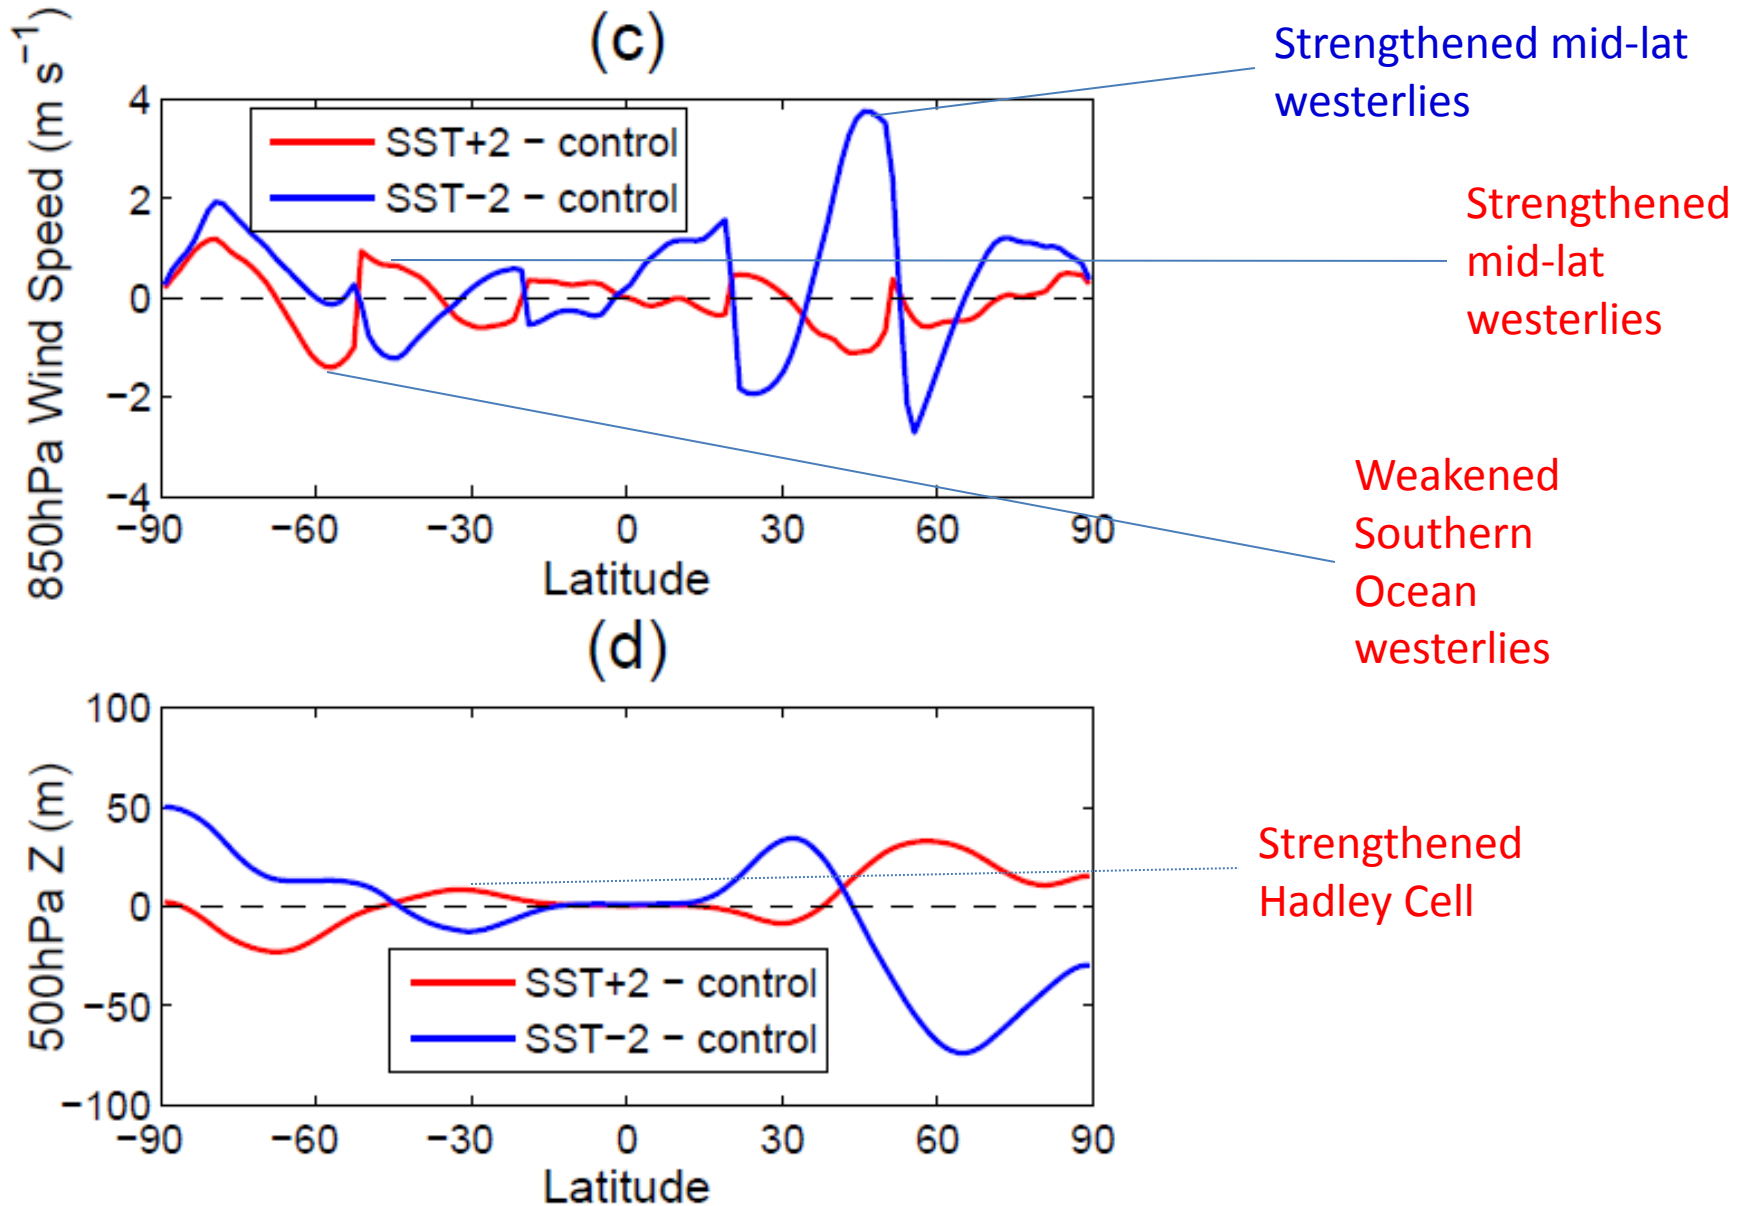 (c)
Strengthened mid-lat
westerlies
850hPa Wind Speed (m s⁻¹)
4
2
0
−2
−4
SST+2 − control
SST−2 − control
Strengthened
mid-lat
westerlies
−90 −60 −30 0 30 60 90
Latitude
Weakened
Southern
Ocean
westerlies
(d)
500hPa Z (m)
100
50
0
−50
−100
SST+2 − control
SST−2 − control
Strengthened
Hadley Cell
−90 −60 −30 0 30 60 90
Latitude